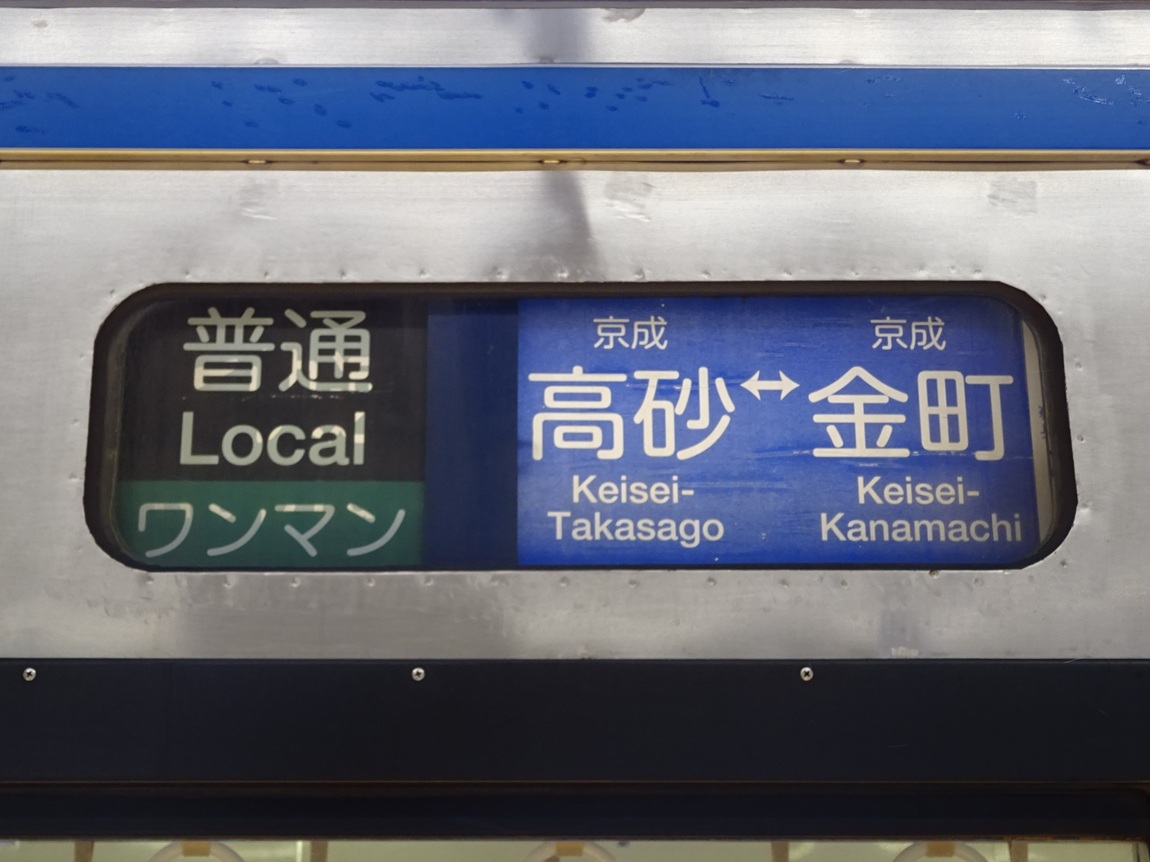 普通
Local
ワンマン
京成 京成
高砂↔金町
Keisei- Keisei-
Takasago Kanamachi